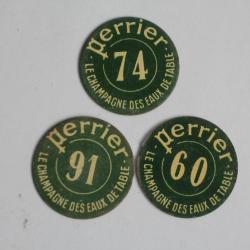 Perrier
74
LE CHAMPAGNE DES EAUX DE TABLE
Perrier
91
LE CHAMPAGNE DES EAUX DE TABLE
Perrier
60
LE CHAMPAGNE DES EAUX DE TABLE